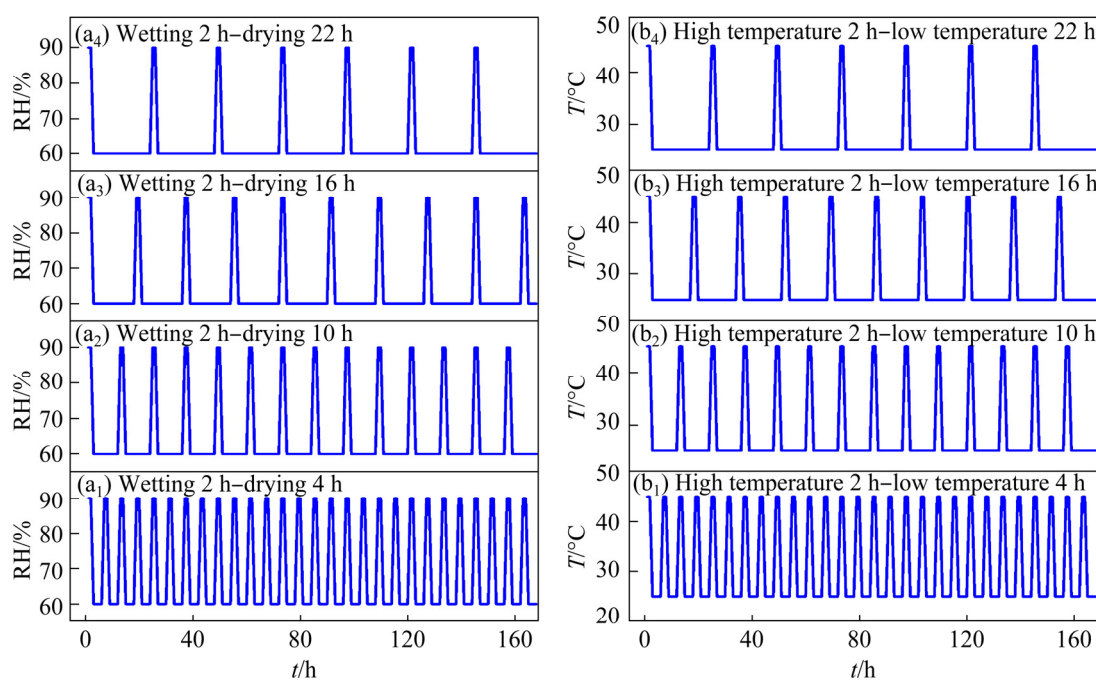 (a4) Wetting 2 h–drying 22 h
90
80
70
60
RH/%
(a3) Wetting 2 h–drying 16 h
90
80
70
60
RH/%
(a2) Wetting 2 h–drying 10 h
90
80
70
60
RH/%
(a1) Wetting 2 h–drying 4 h
90
80
70
60
RH/%
0 40 80 120 160
t/h
(b4) High temperature 2 h–low temperature 22 h
50
40
30
T/°C
(b3) High temperature 2 h–low temperature 16 h
50
40
30
T/°C
(b2) High temperature 2 h–low temperature 10 h
50
40
30
T/°C
(b1) High temperature 2 h–low temperature 4 h
50
40
30
20
T/°C
0 40 80 120 160
t/h